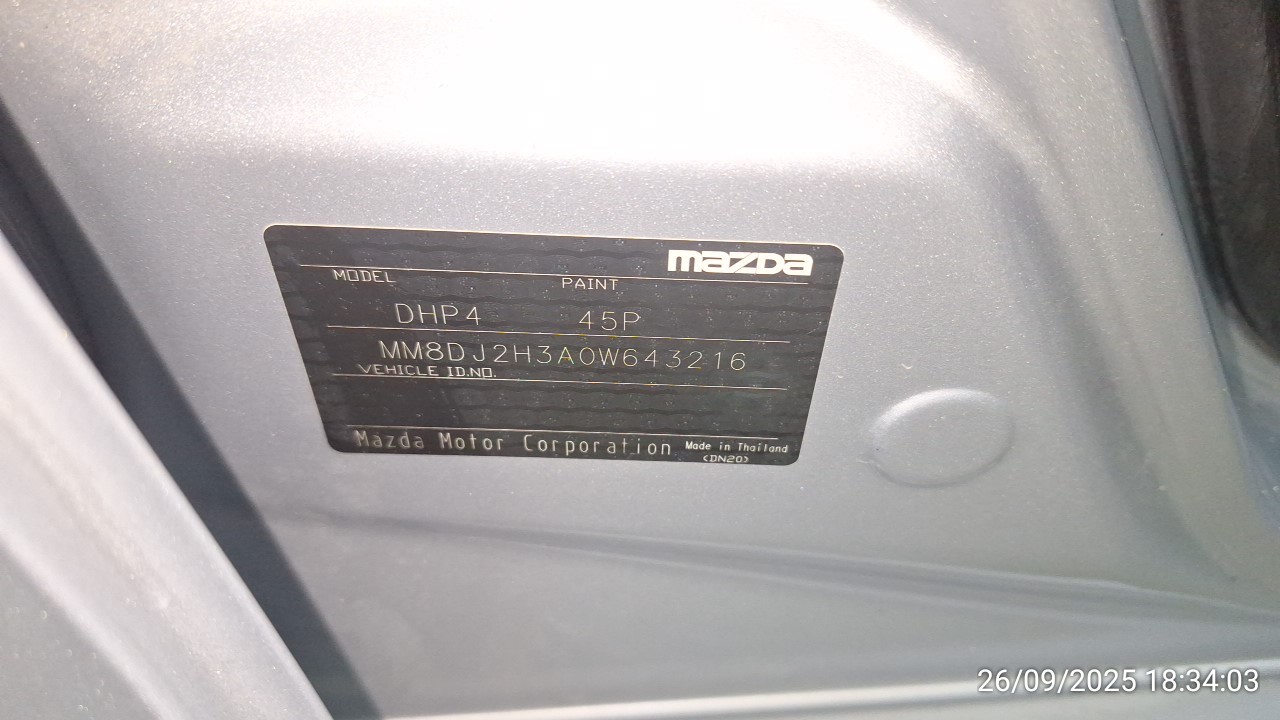 mazda
MODEL PAINT
DHP4 45P
MM8DJ2H3A0W643216
VEHICLE ID.NO.
Mazda Motor Corporation Made in Thailand
(DN20)
26/09/2025 18:34:03